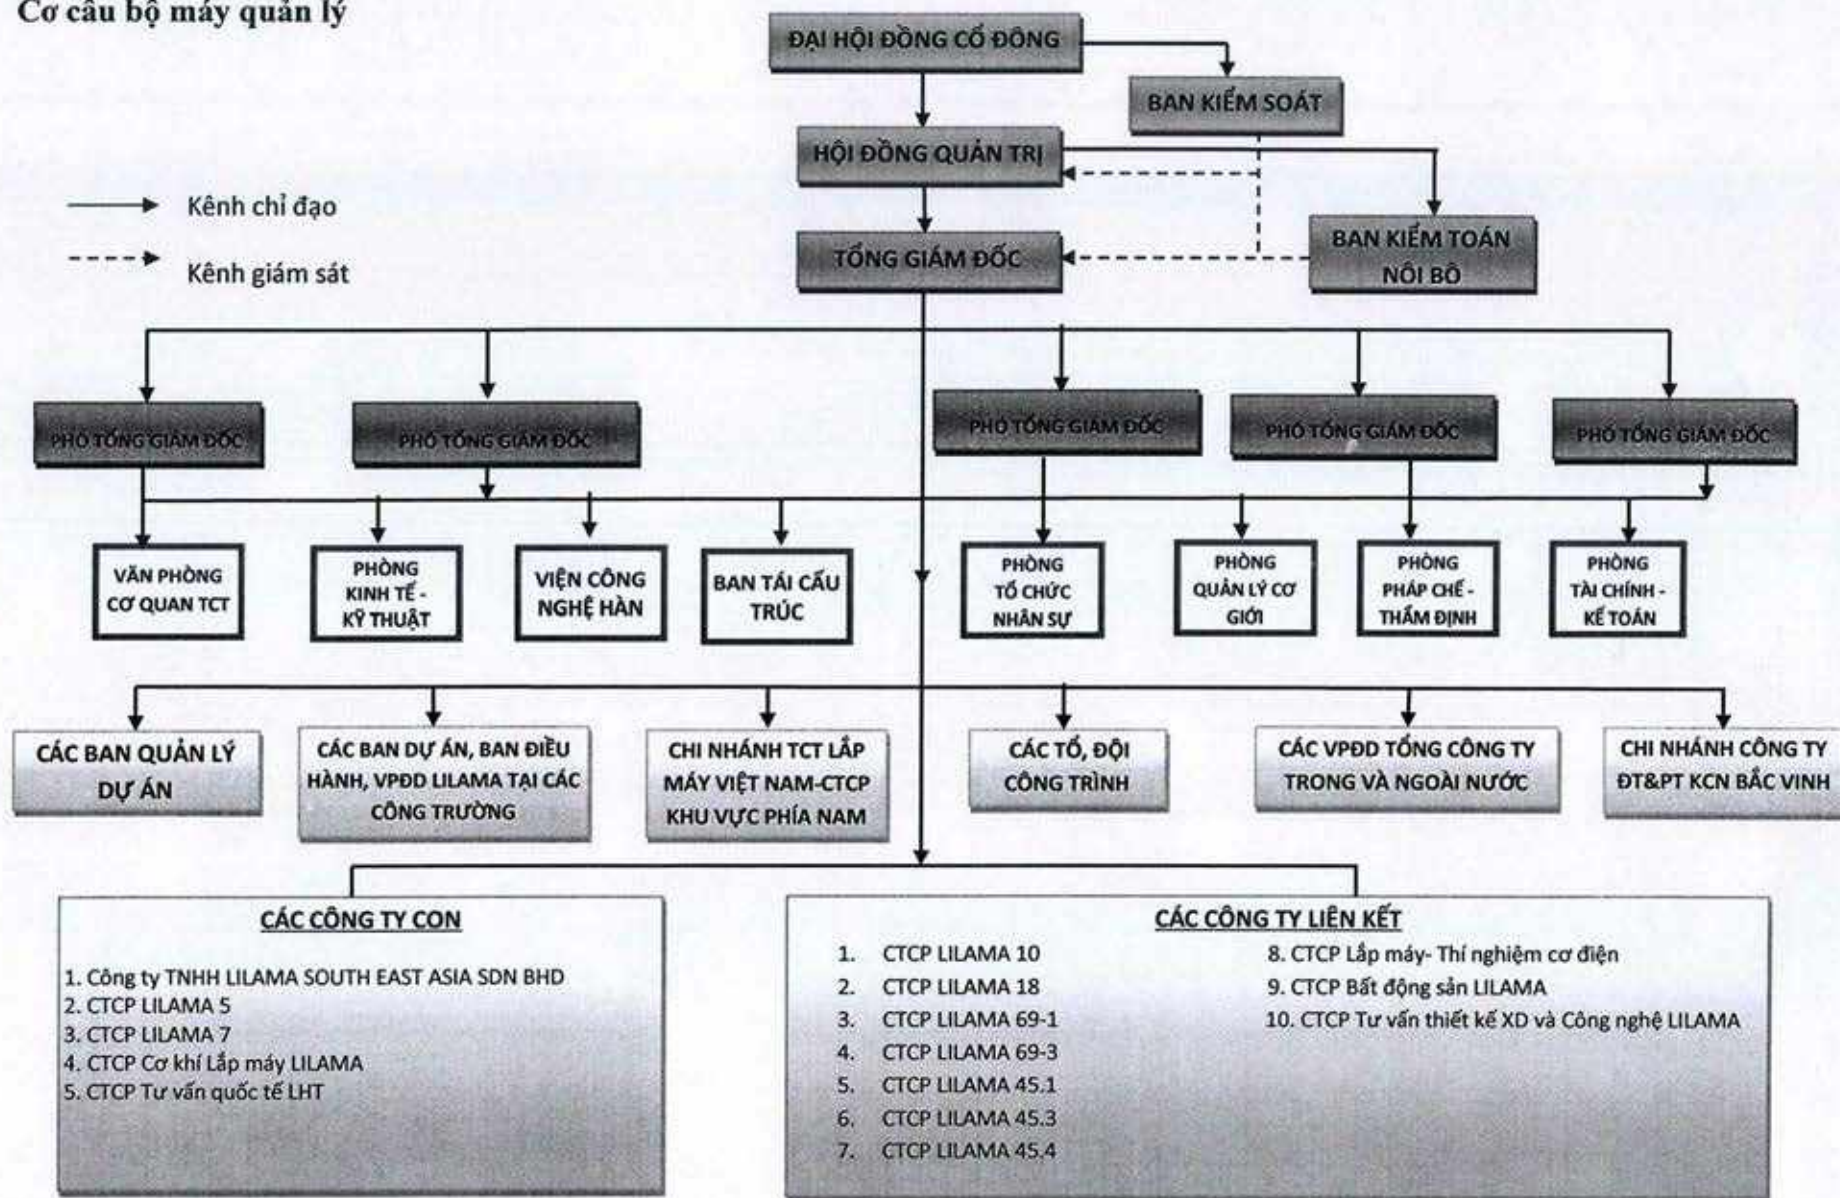 Cơ cấu bộ máy quản lý
ĐẠI HỘI ĐỒNG CỔ ĐÔNG
BAN KIỂM SOÁT
HỘI ĐỒNG QUẢN TRỊ
Kênh chỉ đạo
Kênh giám sát
TỔNG GIÁM ĐỐC
BAN KIỂM TOÁN
NỘI BỘ
PHÓ TỔNG GIÁM ĐỐC
PHÓ TỔNG GIÁM ĐỐC
PHÓ TỔNG GIÁM ĐỐC
PHÓ TỔNG GIÁM ĐỐC
PHÓ TỔNG GIÁM ĐỐC
VĂN PHÒNG
CƠ QUAN TCT
PHÒNG
KINH TẾ -
KỸ THUẬT
VIỆN CÔNG
NGHỆ HÀN
BAN TÁI CẤU
TRÚC
PHÒNG
TỔ CHỨC
NHÂN SỰ
PHÒNG
QUẢN LÝ CƠ
GIỚI
PHÒNG
PHÁP CHẾ -
THẨM ĐỊNH
PHÒNG
TÀI CHÍNH -
KẾ TOÁN
CÁC BAN QUẢN LÝ
DỰ ÁN
CÁC BAN DỰ ÁN, BAN ĐIỀU
HÀNH, VPĐD LILAMA TẠI CÁC
CÔNG TRƯỜNG
CHI NHÁNH TCT LẮP
MÁY VIỆT NAM-CTCP
KHU VỰC PHÍA NAM
CÁC TỔ, ĐỘI
CÔNG TRÌNH
CÁC VPĐD TỔNG CÔNG TY
TRONG VÀ NGOÀI NƯỚC
CHI NHÁNH CÔNG TY
ĐT&PT KCN BẮC VINH
CÁC CÔNG TY CON
1. Công ty TNHH LILAMA SOUTH EAST ASIA SDN BHD
2. CTCP LILAMA 5
3. CTCP LILAMA 7
4. CTCP Cơ khí Lắp máy LILAMA
5. CTCP Tư vấn quốc tế LHT
CÁC CÔNG TY LIÊN KẾT
1. CTCP LILAMA 10
2. CTCP LILAMA 18
3. CTCP LILAMA 69-1
4. CTCP LILAMA 69-3
5. CTCP LILAMA 45.1
6. CTCP LILAMA 45.3
7. CTCP LILAMA 45.4
8. CTCP Lắp máy- Thí nghiệm cơ điện
9. CTCP Bất động sản LILAMA
10. CTCP Tư vấn thiết kế XD và Công nghệ LILAMA